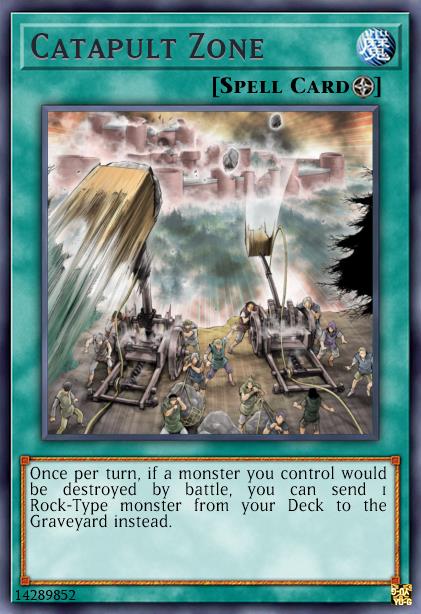 CATAPULT ZONE
魔
[SPELL CARD]
Once per turn, if a monster you control would
be destroyed by battle, you can send 1
Rock-Type monster from your Deck to the
Graveyard instead.
14289852